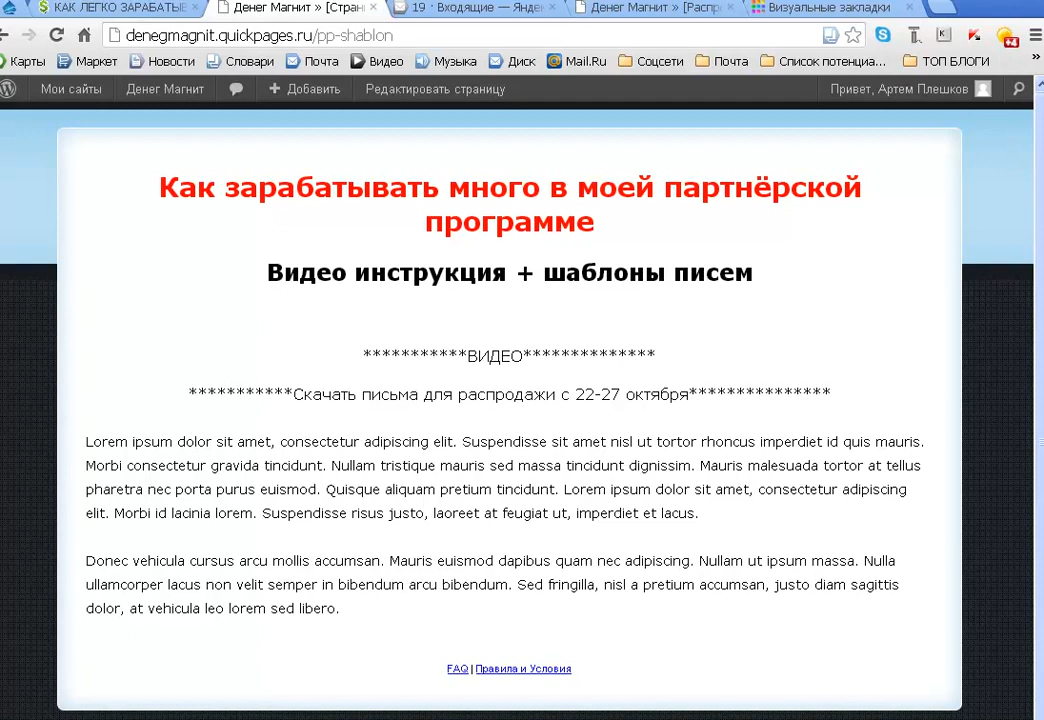 КАК ЛЕГКО ЗАРАБАТЫВ
Денег Магнит » [Стран
19 · Входящие — Янде
Денег Магнит » [Распр
Визуальные закладки
denegmagnit.quickpages.ru/pp-shablon
Карты Маркет Новости Словари Почта Видео Музыка Диск Mail.Ru Соцсети Почта Список потенциа... ТОП БЛОГИ
Мои сайты Денег Магнит Добавить Редактировать страницу Привет, Артем Плешков
Как зарабатывать много в моей партнёрской
программе
Видео инструкция + шаблоны писем
***********ВИДЕО**************
***********Скачать письма для распродажи с 22-27 октября***************
Lorem ipsum dolor sit amet, consectetur adipiscing elit. Suspendisse sit amet nisl ut tortor rhoncus imperdiet id quis mauris.
Morbi consectetur gravida tincidunt. Nullam tristique mauris sed massa tincidunt dignissim. Mauris malesuada tortor at tellus
pharetra nec porta purus euismod. Quisque aliquam pretium tincidunt. Lorem ipsum dolor sit amet, consectetur adipiscing
elit. Morbi id lacinia lorem. Suspendisse risus justo, laoreet at feugiat ut, imperdiet et lacus.
Donec vehicula cursus arcu mollis accumsan. Mauris euismod dapibus quam nec adipiscing. Nullam ut ipsum massa. Nulla
ullamcorper lacus non velit semper in bibendum arcu bibendum. Sed fringilla, nisl a pretium accumsan, justo diam sagittis
dolor, at vehicula leo lorem sed libero.
FAQ | Правила и Условия